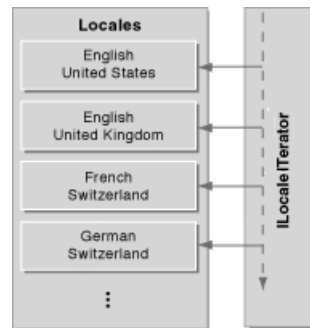 Locales
English
United States
English
United Kingdom
French
Switzerland
German
Switzerland
ILocaleITerator